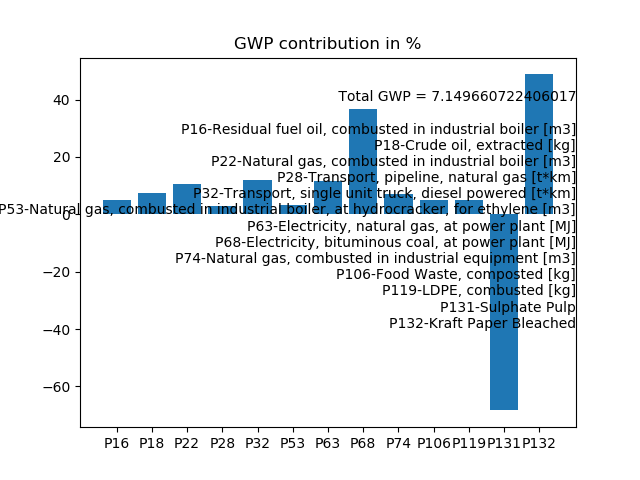 GWP contribution in %
Total GWP = 7.149660722406017
40
P16-Residual fuel oil, combusted in industrial boiler [m3]
P18-Crude oil, extracted [kg]
20
P22-Natural gas, combusted in industrial boiler [m3]
P28-Transport, pipeline, natural gas [t*km]
P32-Transport, single unit truck, diesel powered [t*km]
0
P53-Natural gas, combusted in industrial boiler, at hydrocracker, for ethylene [m3]
P63-Electricity, natural gas, at power plant [MJ]
P68-Electricity, bituminous coal, at power plant [MJ]
P74-Natural gas, combusted in industrial equipment [m3]
−20
P106-Food Waste, composted [kg]
P119-LDPE, combusted [kg]
P131-Sulphate Pulp
−40
P132-Kraft Paper Bleached
−60
P16 P18 P22 P28 P32 P53 P63 P68 P74 P106 P119 P131 P132